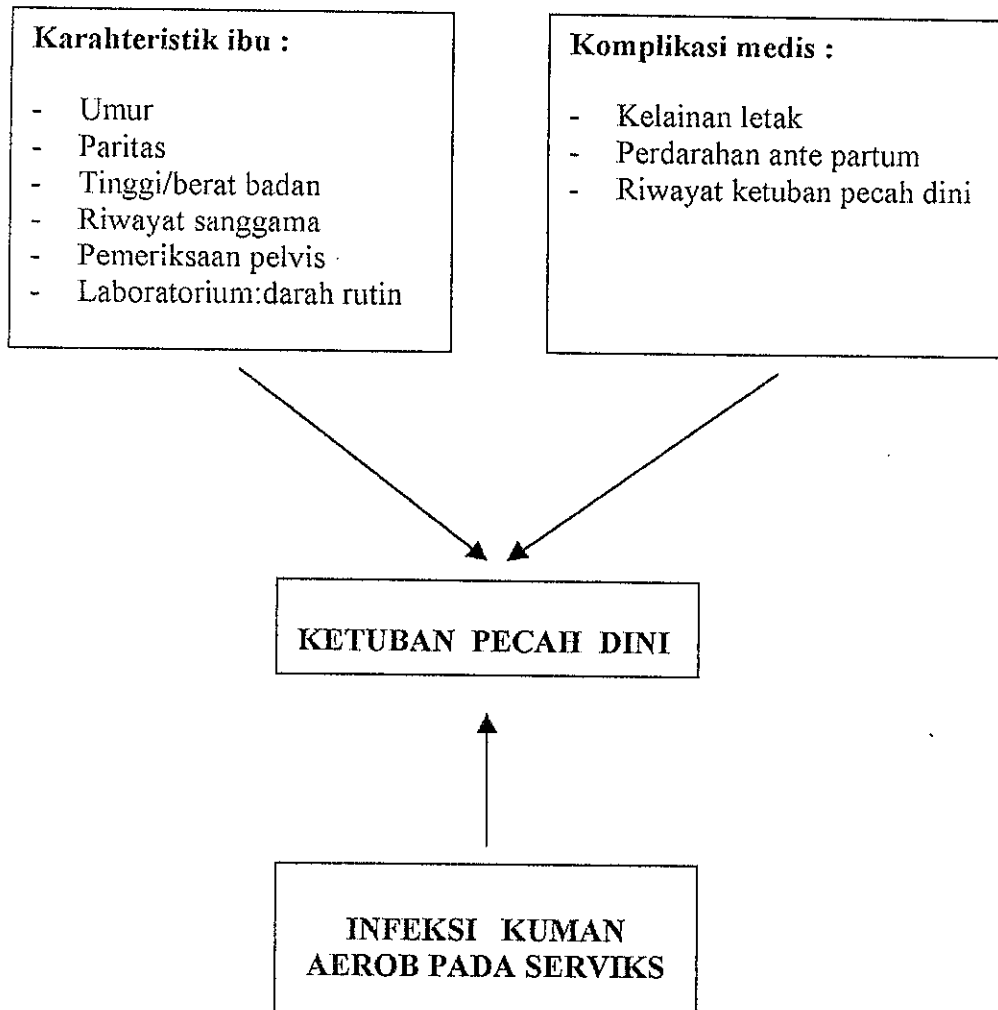 Karahteristik ibu :
- Umur
- Paritas
- Tinggi/berat badan
- Riwayat sanggama
- Pemeriksaan pelvis
- Laboratorium:darah rutin
Komplikasi medis :
- Kelainan letak
- Perdarahan ante partum
- Riwayat ketuban pecah dini
KETUBAN PECAH DINI
INFEKSI KUMAN
AEROB PADA SERVIKS